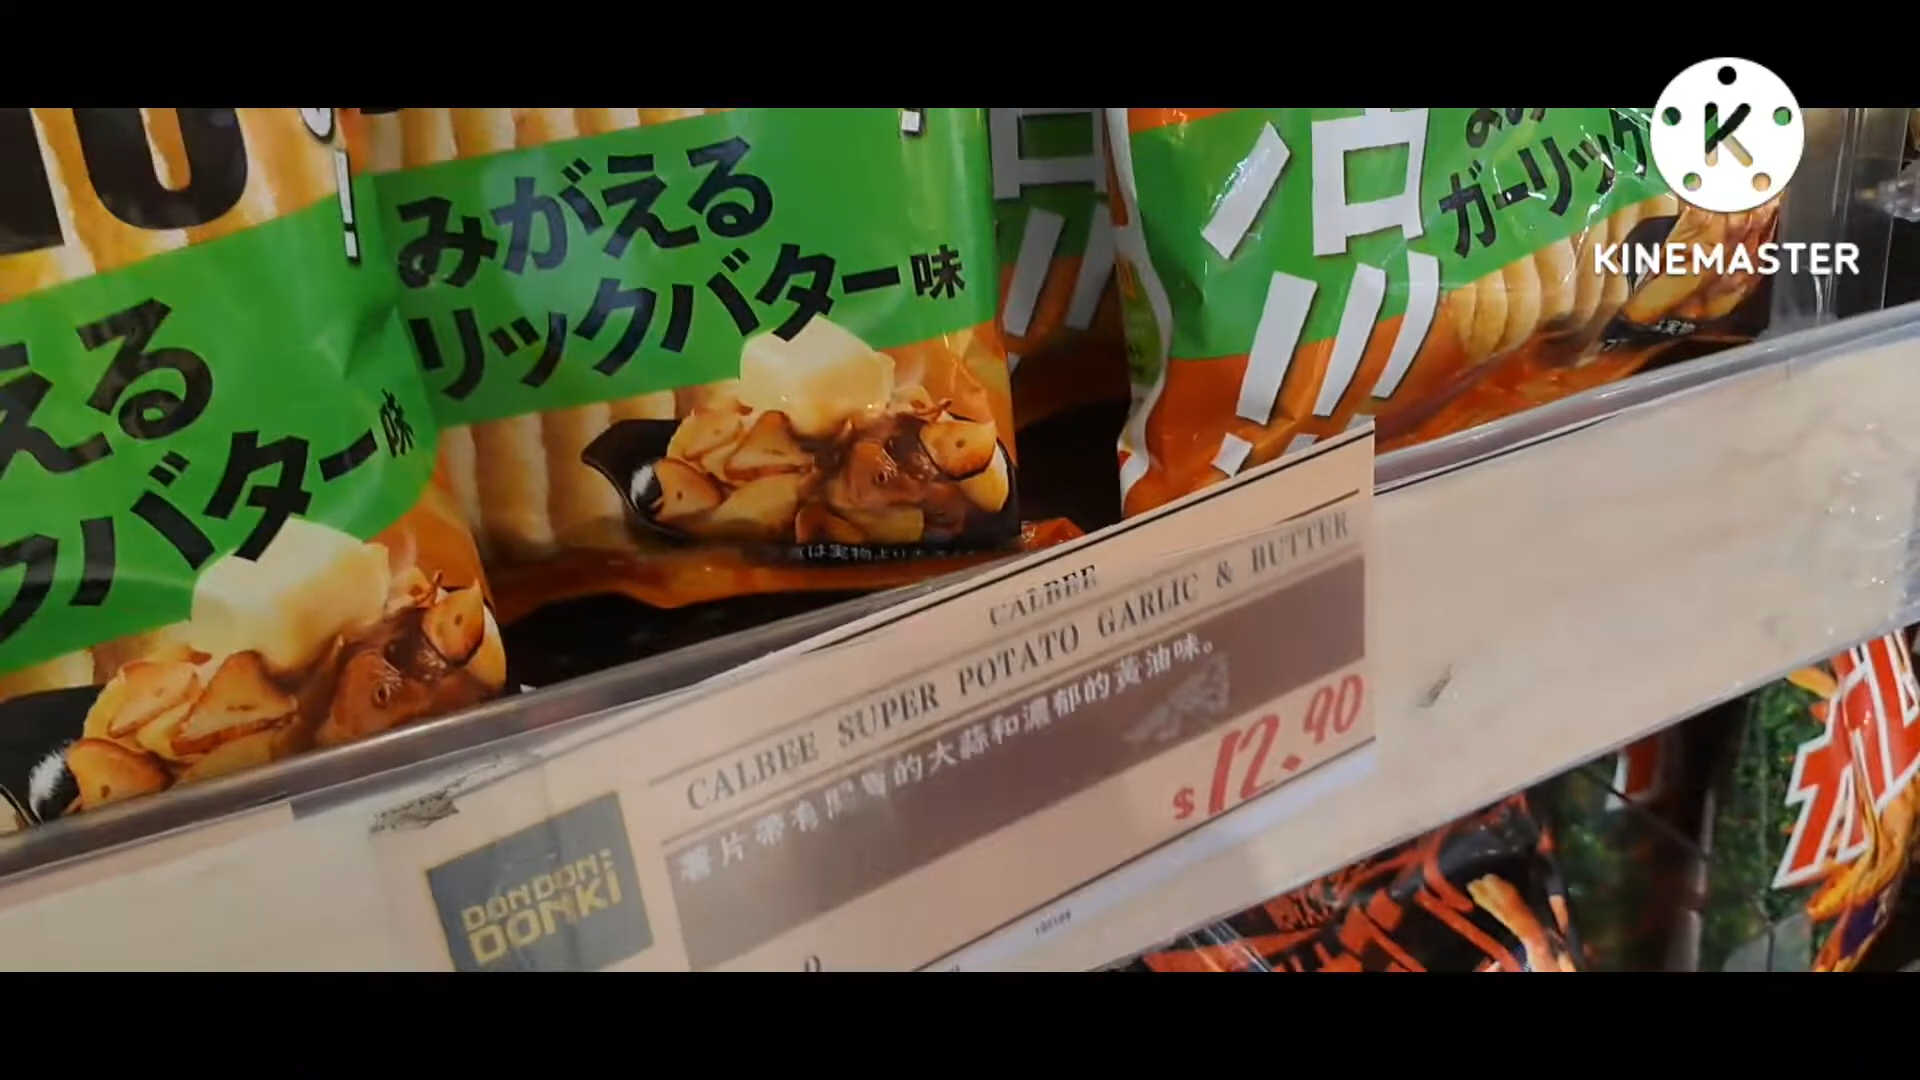 みがえる
リックバター味
える
バター味
ガーリック
KINEMASTER
CALBEE
CALBEE SUPER POTATO GARLIC & BUTTER
的大蒜和濃郁的黃油味。
$12.90
DON DON
DONKI